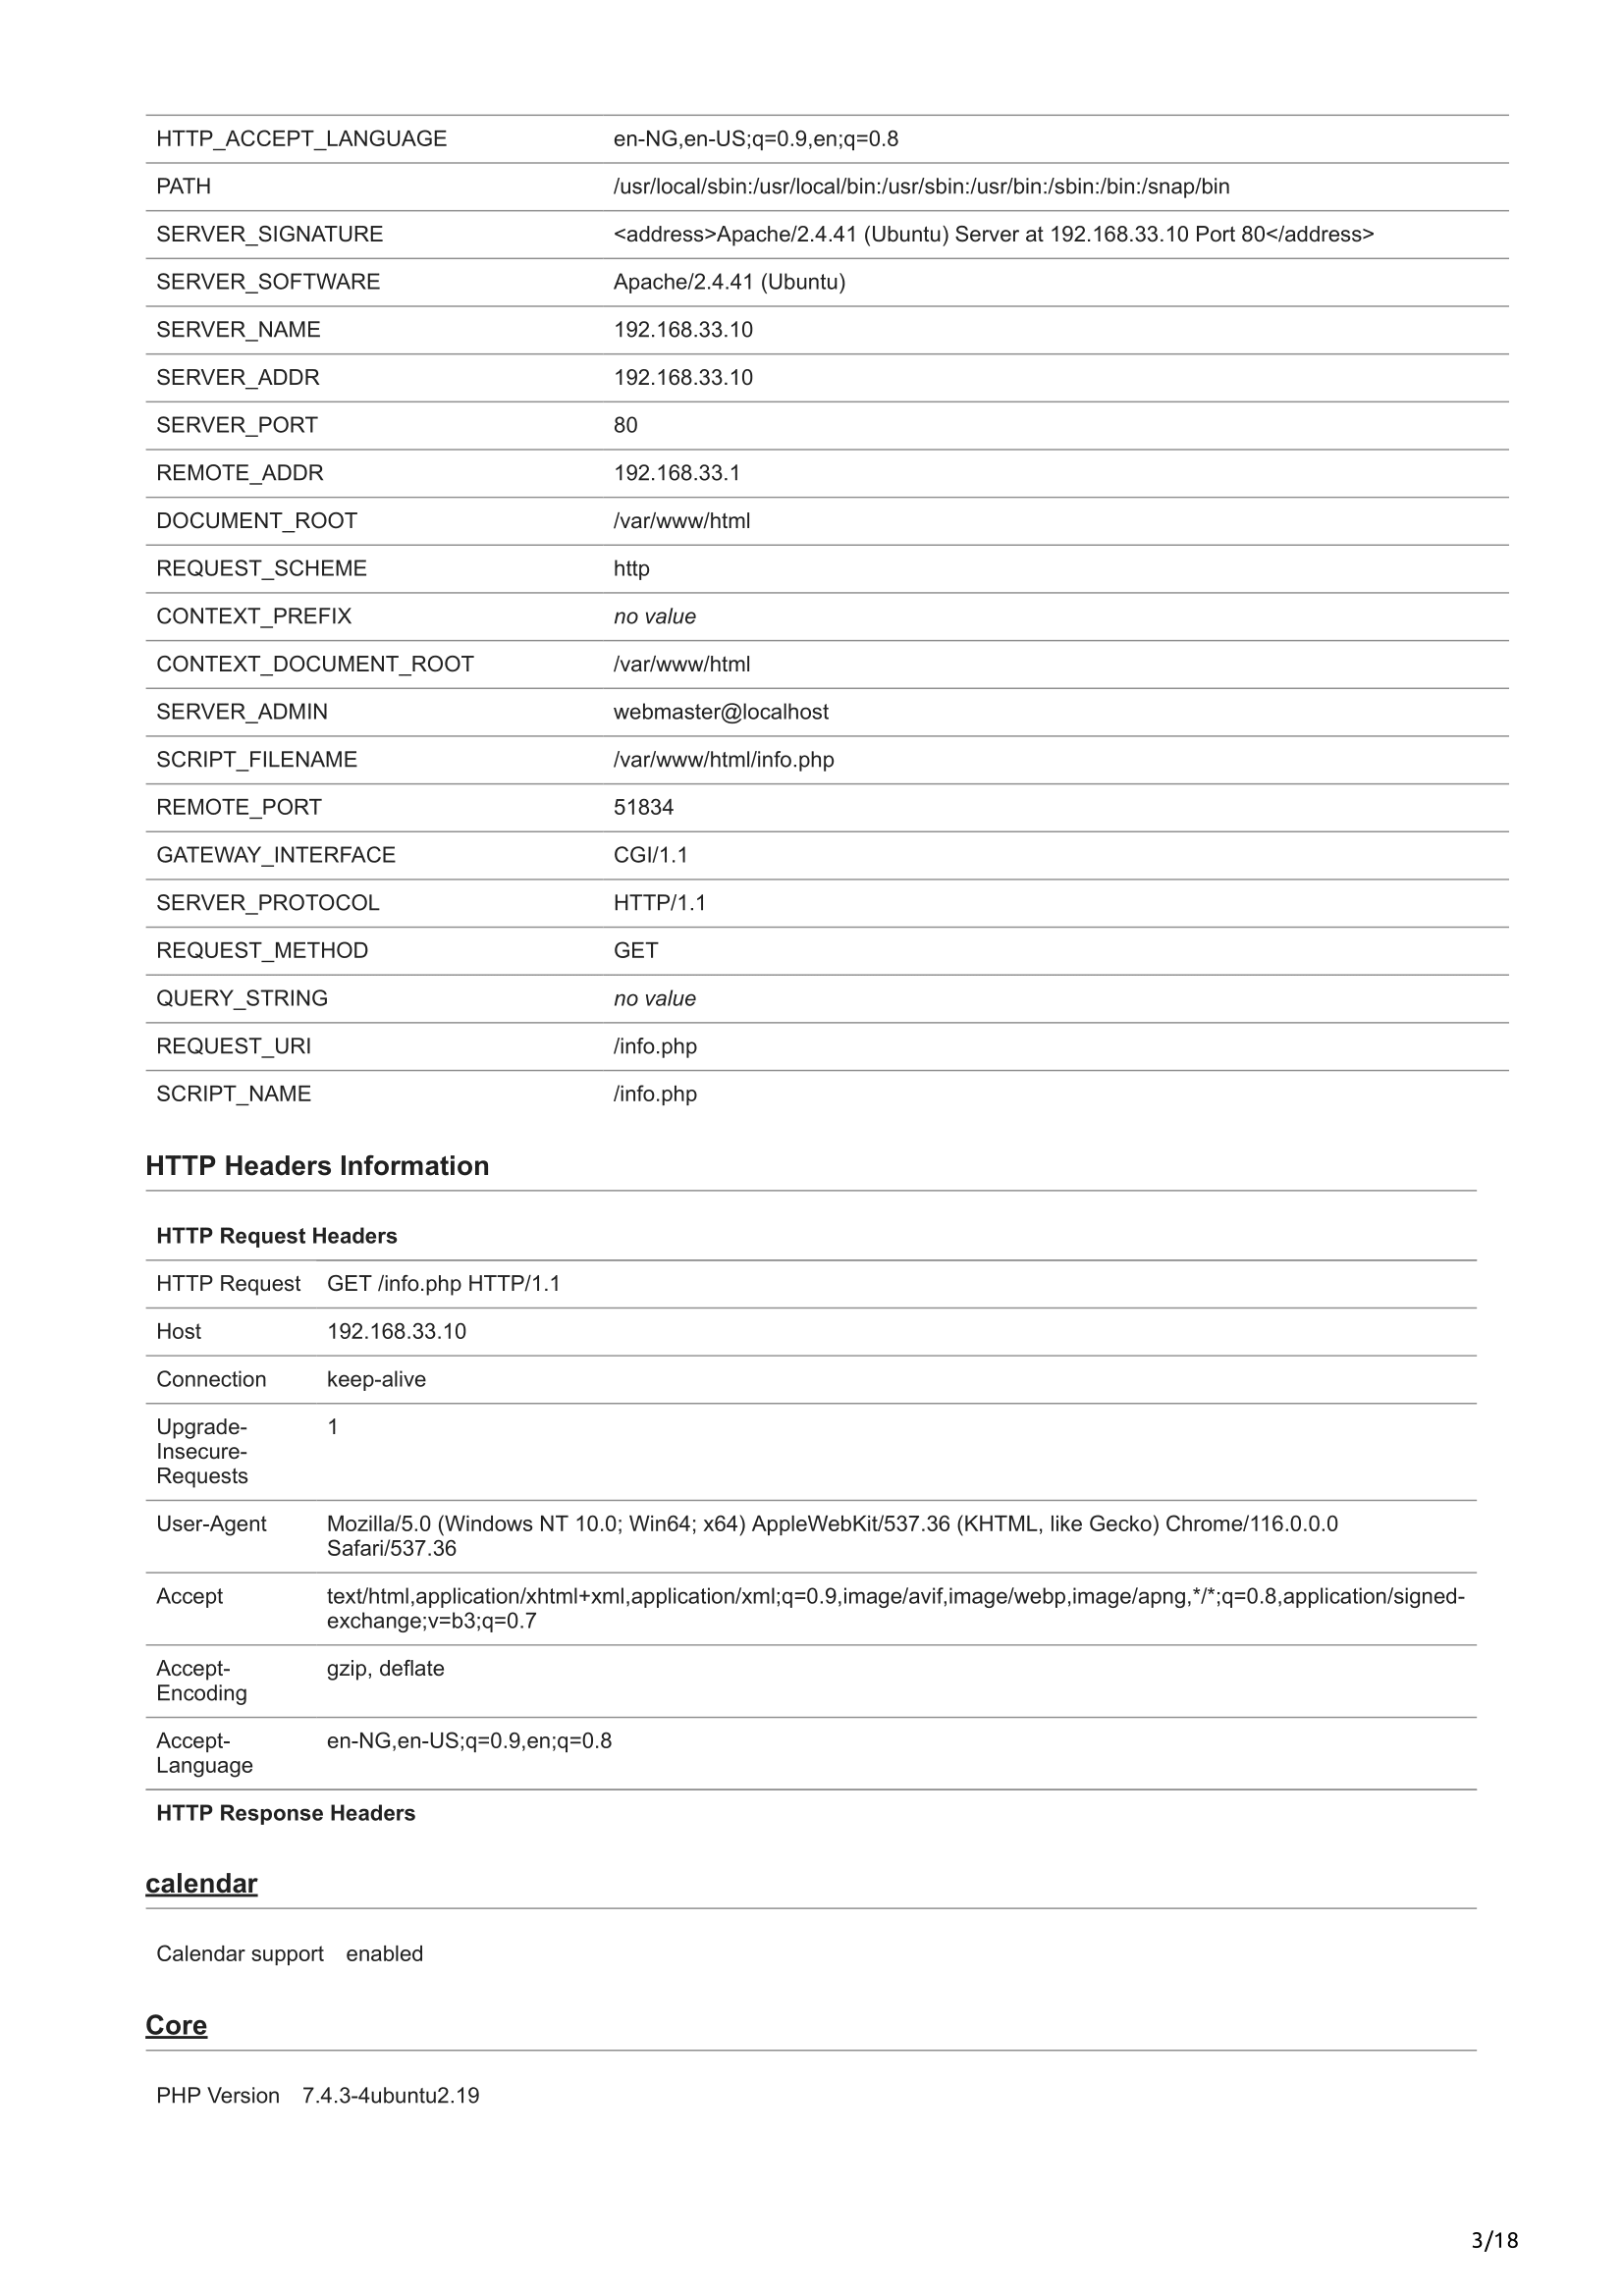 HTTP_ACCEPT_LANGUAGE en-NG,en-US;q=0.9,en;q=0.8
PATH /usr/local/sbin:/usr/local/bin:/usr/sbin:/usr/bin:/sbin:/bin:/snap/bin
SERVER_SIGNATURE <address>Apache/2.4.41 (Ubuntu) Server at 192.168.33.10 Port 80</address>
SERVER_SOFTWARE Apache/2.4.41 (Ubuntu)
SERVER_NAME 192.168.33.10
SERVER_ADDR 192.168.33.10
SERVER_PORT 80
REMOTE_ADDR 192.168.33.1
DOCUMENT_ROOT /var/www/html
REQUEST_SCHEME http
CONTEXT_PREFIX no value
CONTEXT_DOCUMENT_ROOT /var/www/html
SERVER_ADMIN webmaster@localhost
SCRIPT_FILENAME /var/www/html/info.php
REMOTE_PORT 51834
GATEWAY_INTERFACE CGI/1.1
SERVER_PROTOCOL HTTP/1.1
REQUEST_METHOD GET
QUERY_STRING no value
REQUEST_URI /info.php
SCRIPT_NAME /info.php
HTTP Headers Information
HTTP Request Headers
HTTP Request GET /info.php HTTP/1.1
Host 192.168.33.10
Connection keep-alive
Upgrade- 1
Insecure-
Requests
User-Agent Mozilla/5.0 (Windows NT 10.0; Win64; x64) AppleWebKit/537.36 (KHTML, like Gecko) Chrome/116.0.0.0
Safari/537.36
Accept text/html,application/xhtml+xml,application/xml;q=0.9,image/avif,image/webp,image/apng,*/*;q=0.8,application/signed-
exchange;v=b3;q=0.7
Accept- gzip, deflate
Encoding
Accept- en-NG,en-US;q=0.9,en;q=0.8
Language
HTTP Response Headers
calendar
Calendar support enabled
Core
PHP Version 7.4.3-4ubuntu2.19
3/18